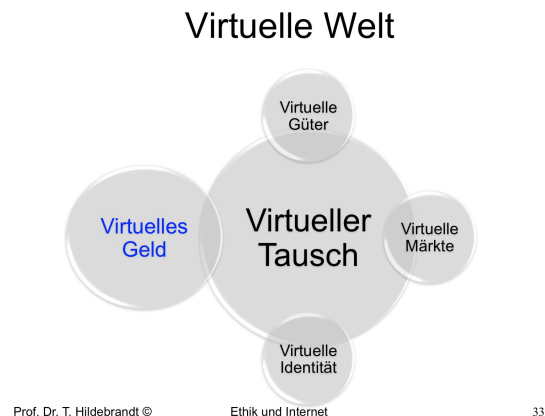 Virtuelle Welt
Virtuelle
Güter
Virtuelles
Geld
Virtueller
Tausch
Virtuelle
Märkte
Virtuelle
Identität
Prof. Dr. T. Hildebrandt ©
Ethik und Internet
33